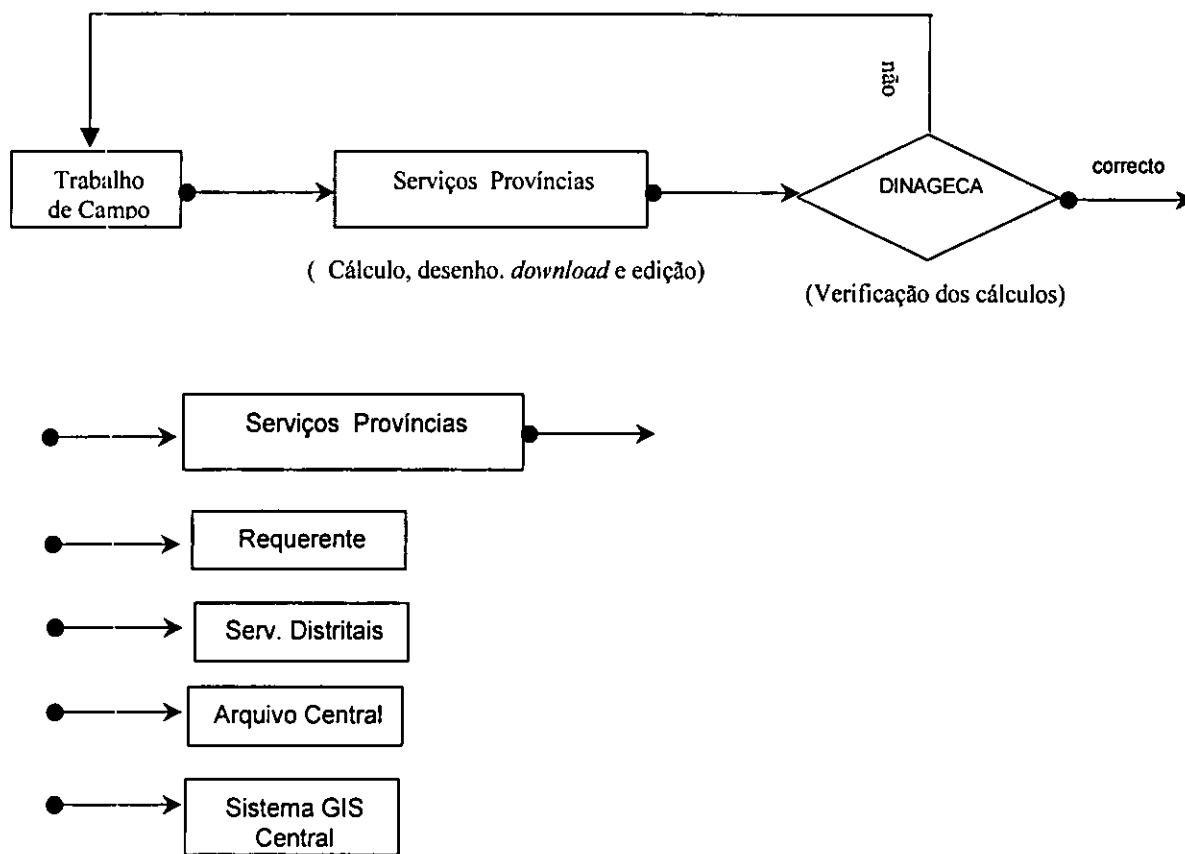 não
Trabalho
de Campo
Serviços Províncias
DINAGECA
correcto
( Cálculo, desenho. download e edição)
(Verificação dos cálculos)
Serviços Províncias
Requerente
Serv. Distritais
Arquivo Central
Sistema GIS
Central